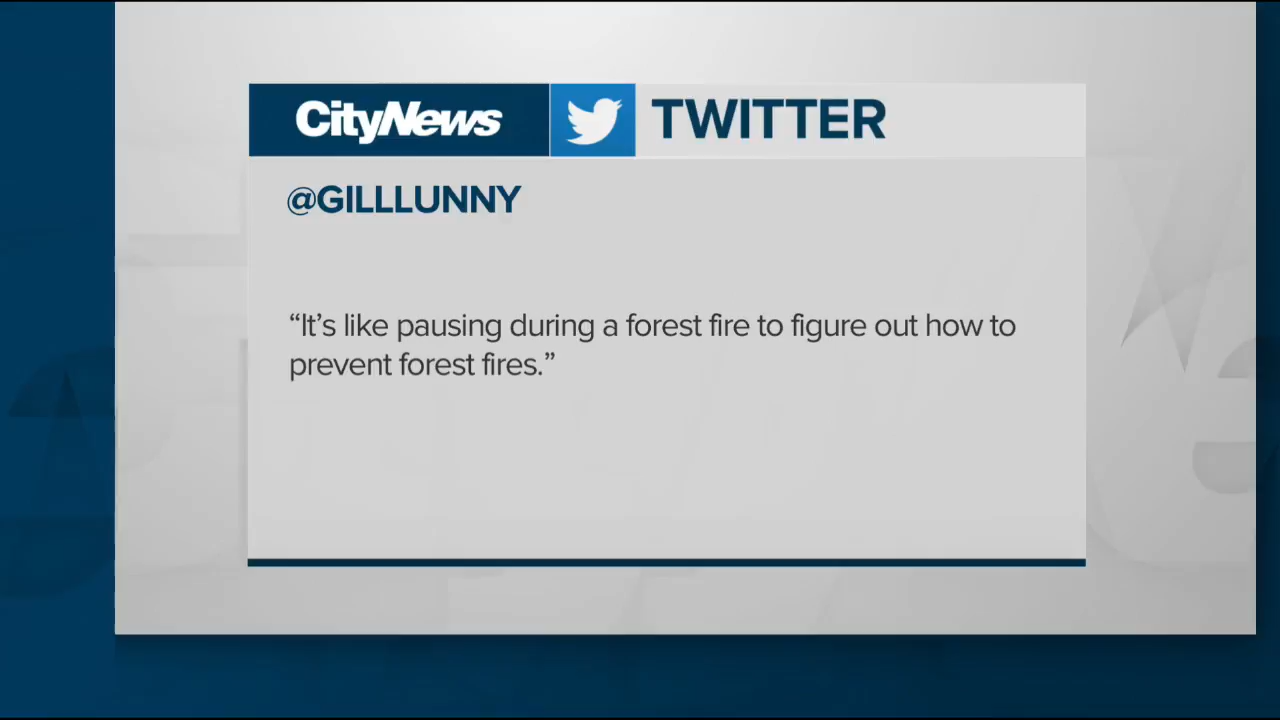 CityNews TWITTER
@GILLLUNNY
“It’s like pausing during a forest fire to figure out how to
prevent forest fires.”